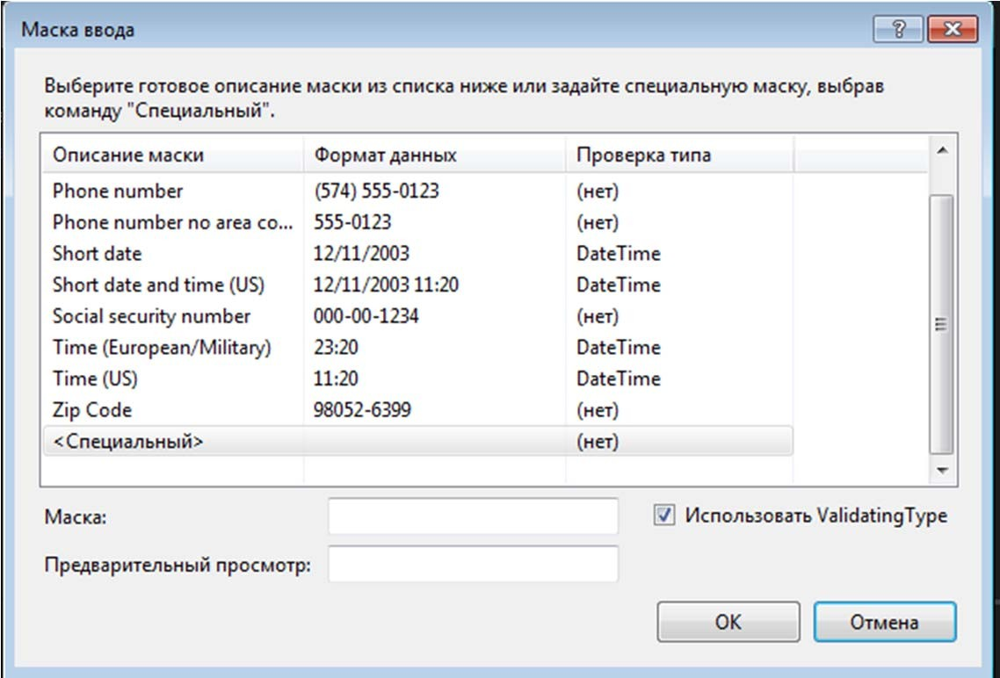 Маска ввода
Выберите готовое описание маски из списка ниже или задайте специальную маску, выбрав
команду "Специальный".
Описание маски Формат данных Проверка типа
Phone number (574) 555-0123 (нет)
Phone number no area co... 555-0123 (нет)
Short date 12/11/2003 DateTime
Short date and time (US) 12/11/2003 11:20 DateTime
Social security number 000-00-1234 (нет)
Time (European/Military) 23:20 DateTime
Time (US) 11:20 DateTime
Zip Code 98052-6399 (нет)
<Специальный> (нет)
Маска: Использовать ValidatingType
Предварительный просмотр:
OK Отмена